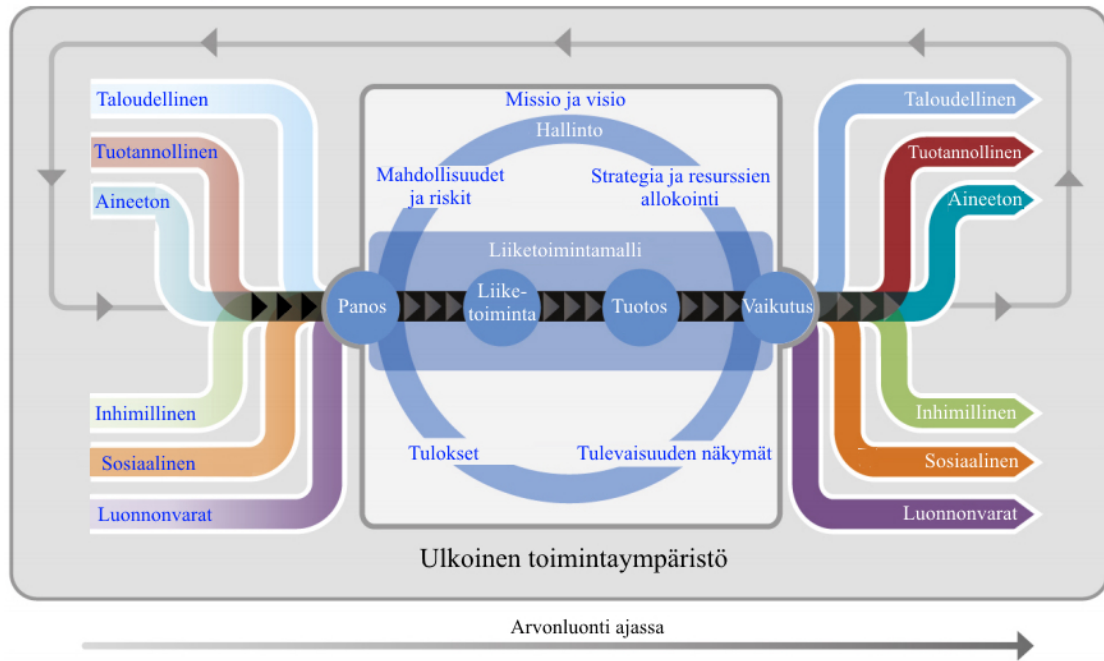 Taloudellinen
Tuotannollinen
Aineeton
Inhimillinen
Sosiaalinen
Luonnonvarat
Missio ja visio
Hallinto
Mahdollisuudet
ja riskit
Strategia ja resurssien
allokointi
Liiketoimintamalli
Panos
Liike-
toiminta
Tuotos
Vaikutus
Tulokset
Tulevaisuuden näkymät
Taloudellinen
Tuotannollinen
Aineeton
Inhimillinen
Sosiaalinen
Luonnonvarat
Ulkoinen toimintaympäristö
Arvonluonti ajassa